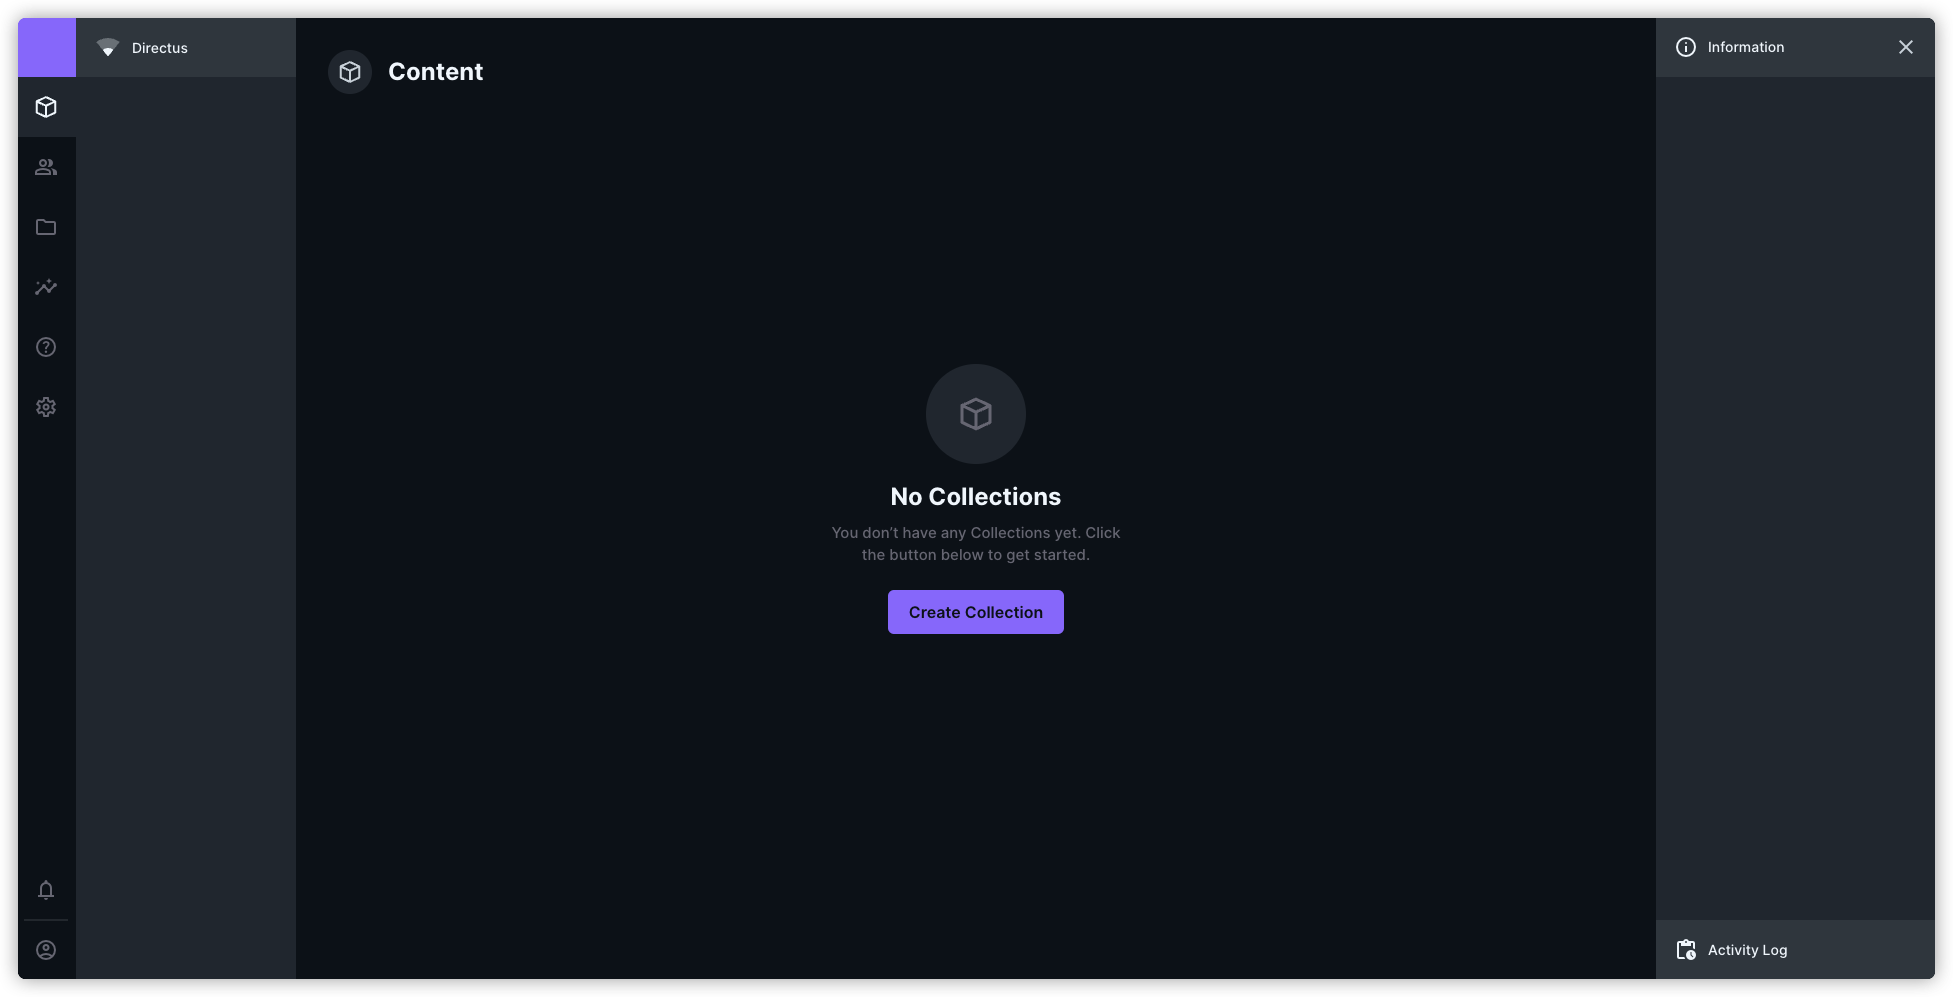 Directus
Content
Information
No Collections
You don't have any Collections yet. Click
the button below to get started.
Create Collection
Activity Log